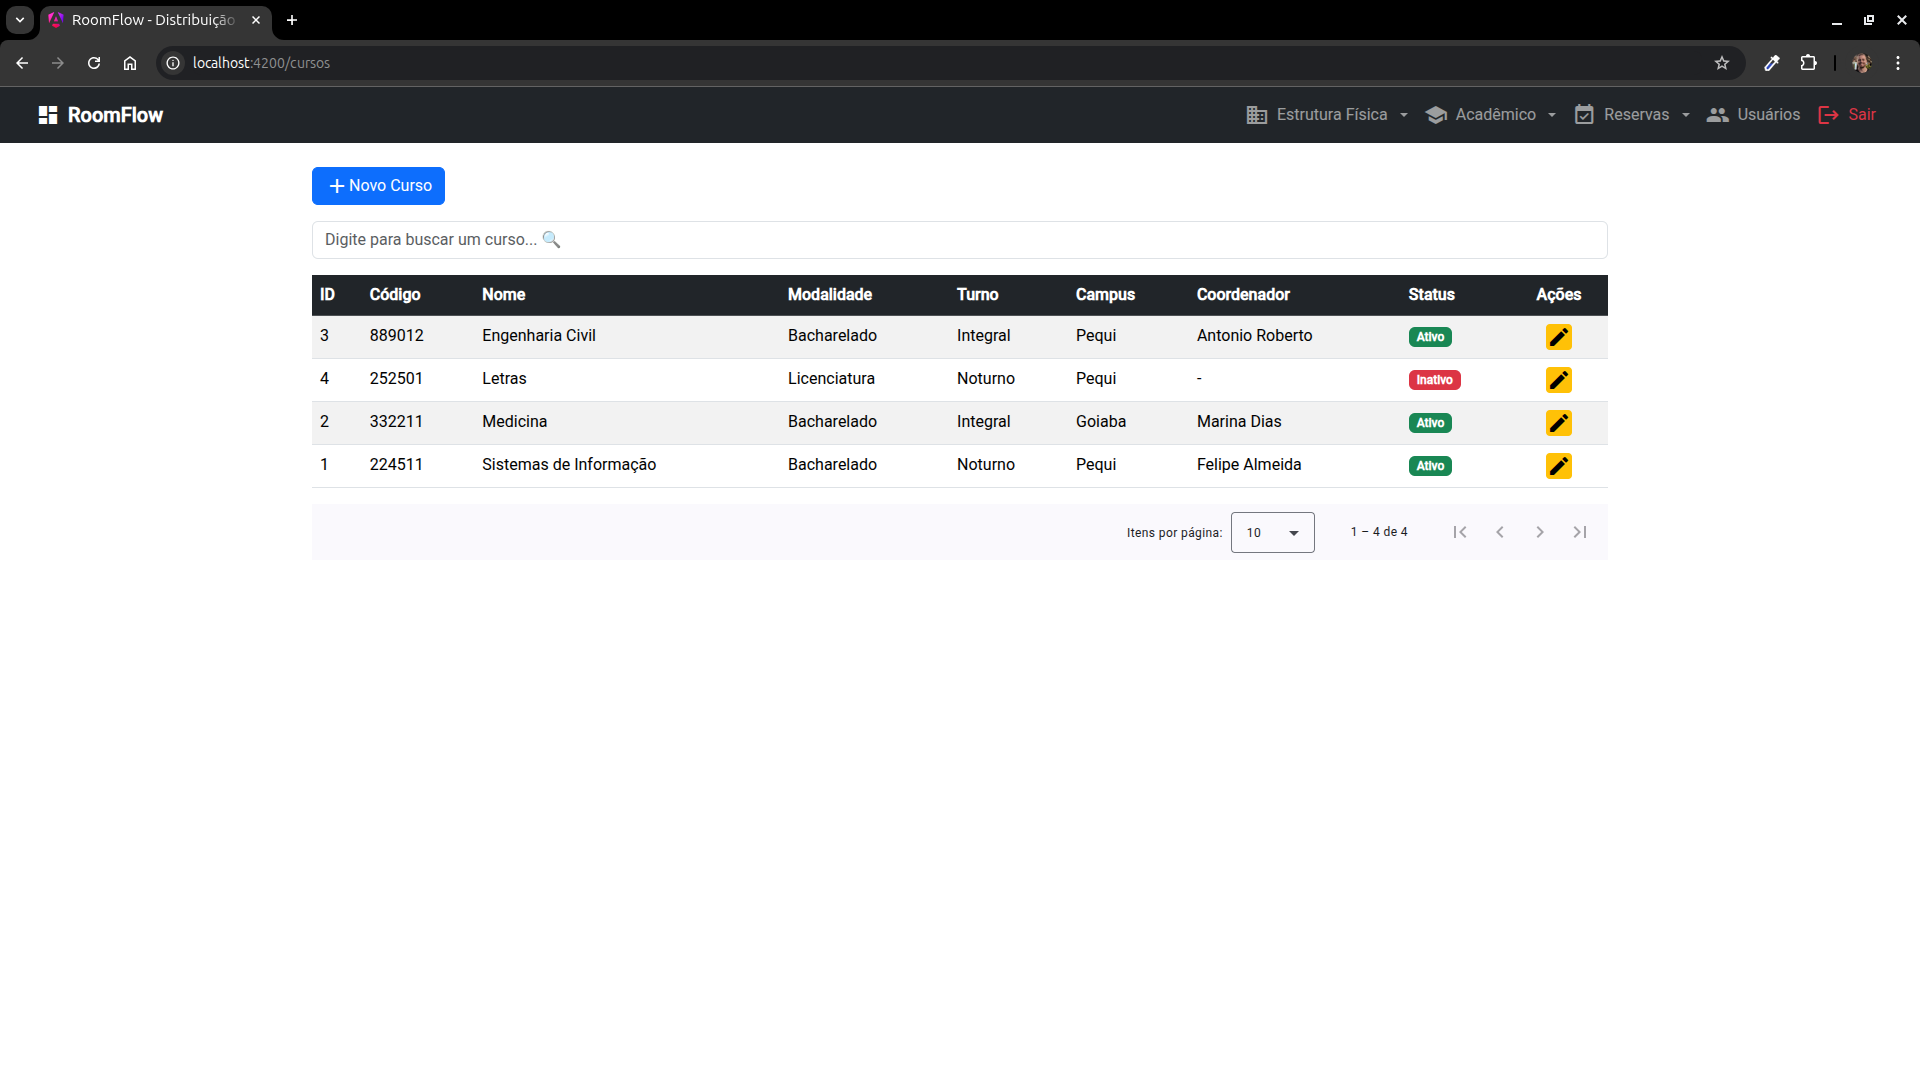 RoomFlow - Distribuição
localhost:4200/cursos
RoomFlow Estrutura Física Acadêmico Reservas Usuários Sair
Novo Curso
Digite para buscar um curso... 🔍
ID Código Nome Modalidade Turno Campus Coordenador Status Ações
3 889012 Engenharia Civil Bacharelado Integral Pequi Antonio Roberto Ativo
4 252501 Letras Licenciatura Noturno Pequi - Inativo
2 332211 Medicina Bacharelado Integral Goiaba Marina Dias Ativo
1 224511 Sistemas de Informação Bacharelado Noturno Pequi Felipe Almeida Ativo
Itens por página: 10 1 – 4 de 4